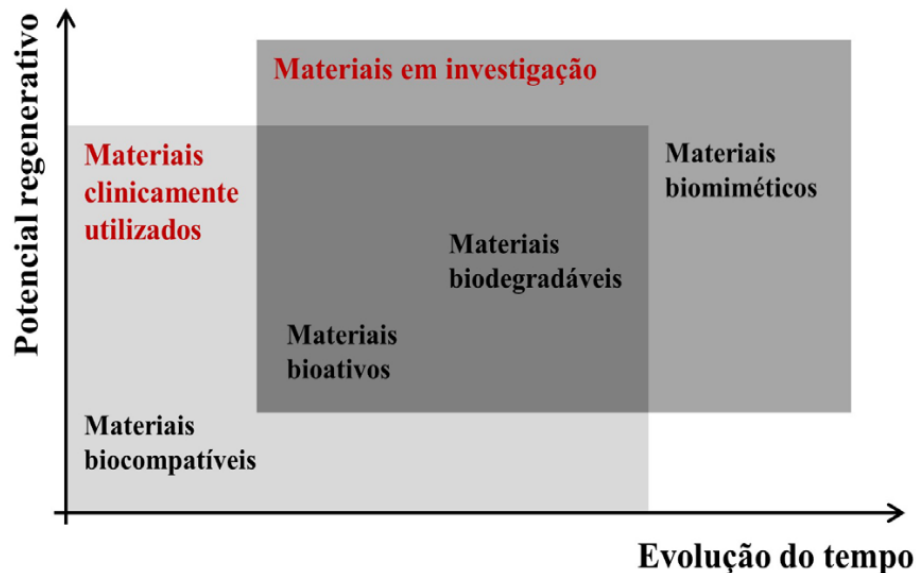 Potencial regenerativo
Materiais em investigação
Materiais
clinicamente
utilizados
Materiais
biomiméticos
Materiais
biodegradáveis
Materiais
bioativos
Materiais
biocompatíveis
Evolução do tempo